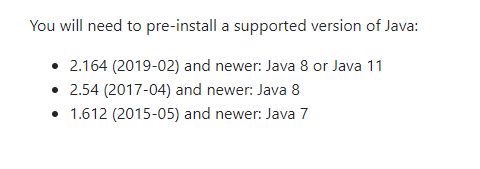 You will need to pre-install a supported version of Java:
• 2.164 (2019-02) and newer: Java 8 or Java 11
• 2.54 (2017-04) and newer: Java 8
• 1.612 (2015-05) and newer: Java 7